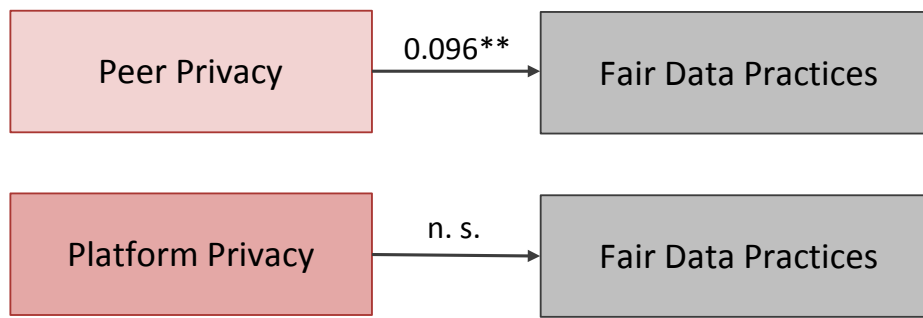 Peer Privacy
0.096**
Fair Data Practices
Platform Privacy
n. s.
Fair Data Practices